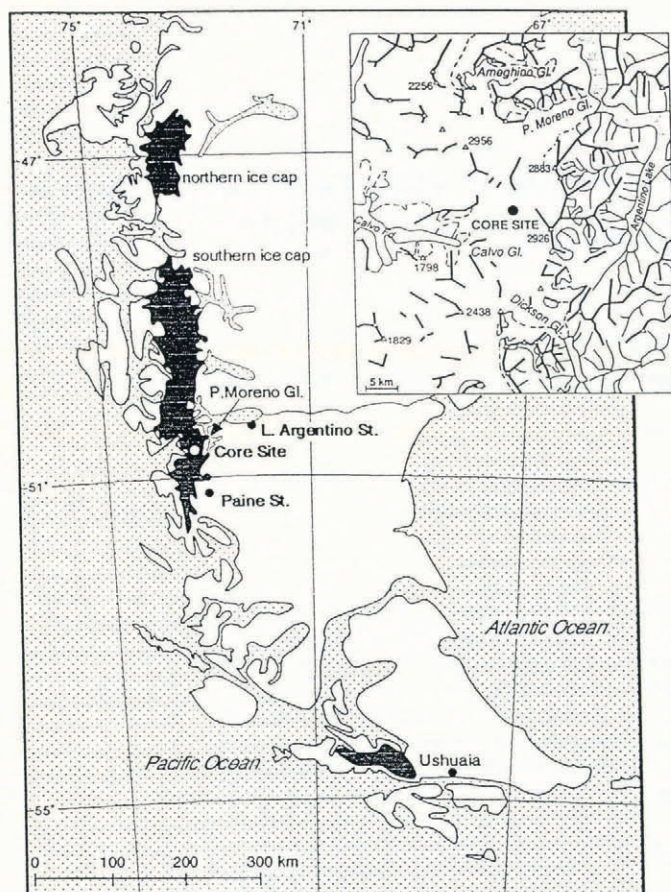 75°
71°
67°
47°
northern ice cap
southern ice cap
P.Moreno Gl.
L. Argentino St.
Core Site
51°
Paine St.
Atlantic Ocean
Pacific Ocean
Ushuaia
55°
0 100 200 300 km
Ameghino Gl.
2256
P. Moreno Gl.
2956
2883
CORE SITE
Argentino Lake
2926
Calvo Gl.
1798
2438
Dickson Gl.
1829
5 km